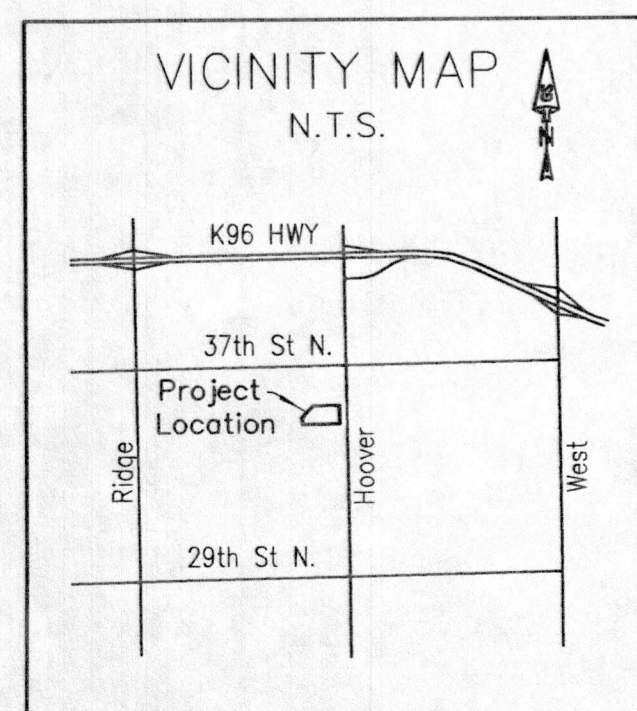 VICINITY MAP
N.T.S.
N
K96 HWY
37th St N.
Project
Location
Ridge
Hoover
West
29th St N.